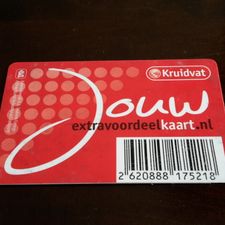 Kruidvat
Jouw
extravoordeelkaart.nl
2 620888 175218